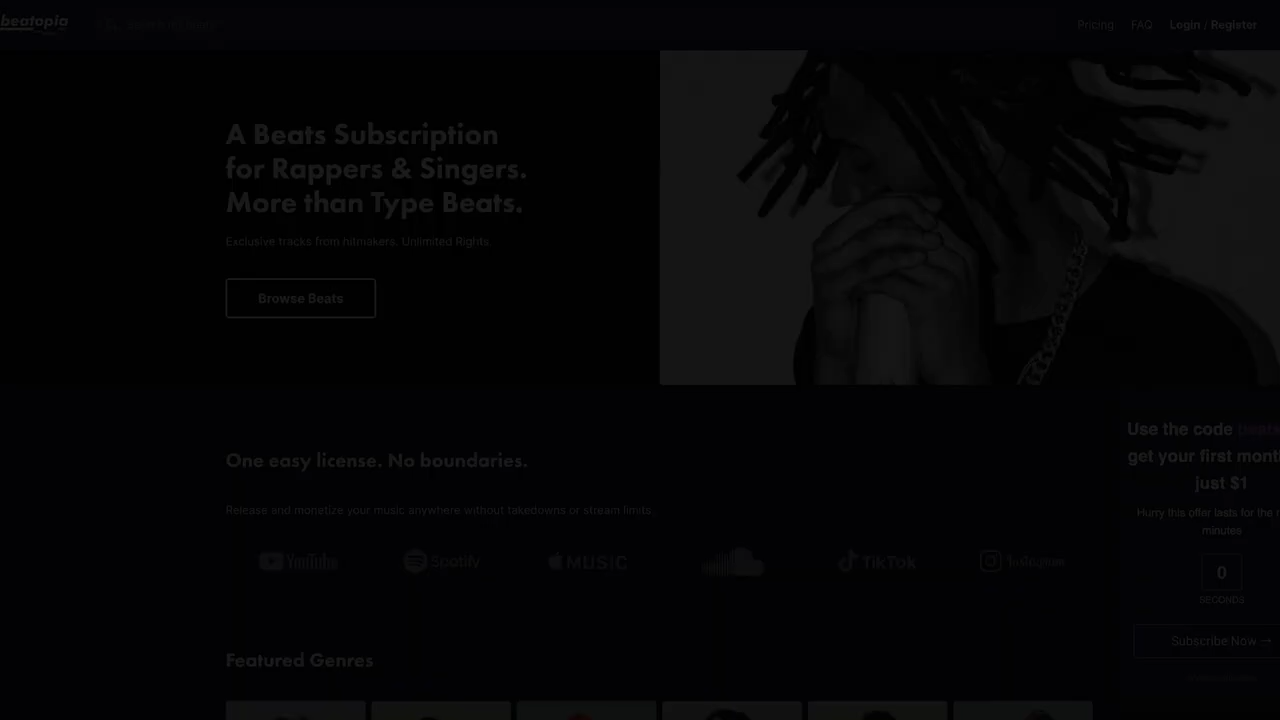 beatopia
Pricing FAQ Login / Register
A Beats Subscription
for Rappers & Singers.
More than Type Beats.
Exclusive tracks from hitmakers. Unlimited Rights.
Browse Beats
One easy license. No boundaries.
Release and monetize your music anywhere without takedowns or stream limits.
YouTube Spotify MUSIC TikTok Instagram
Use the code
get your first mont
just $1
Hurry this offer lasts for the
minutes
0
SECONDS
Subscribe Now →
Featured Genres